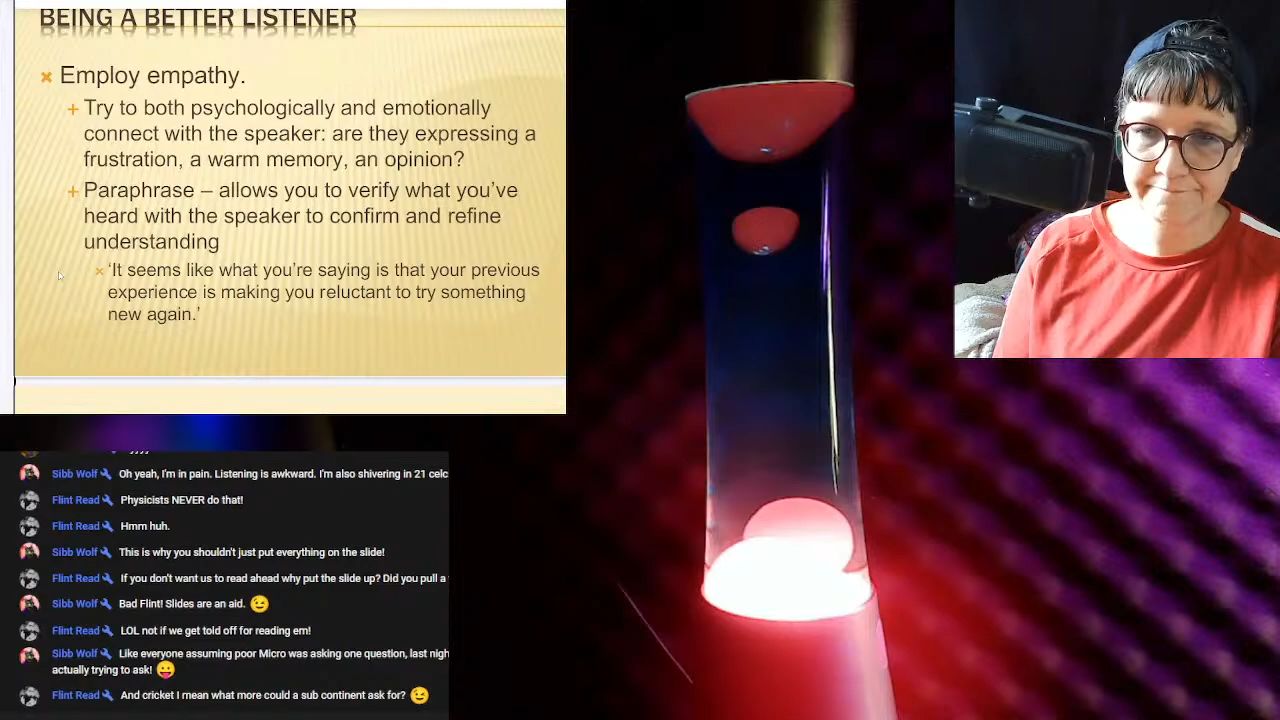 BEING A BETTER LISTENER
Employ empathy.
Try to both psychologically and emotionally
connect with the speaker: are they expressing a
frustration, a warm memory, an opinion?
Paraphrase – allows you to verify what you've
heard with the speaker to confirm and refine
understanding
'It seems like what you're saying is that your previous
experience is making you reluctant to try something
new again.'
Sibb Wolf Oh yeah, I'm in pain. Listening is awkward. I'm also shivering in 21 celc
Flint Read Physicists NEVER do that!
Flint Read Hmm huh.
Sibb Wolf This is why you shouldn't just put everything on the slide!
Flint Read If you don't want us to read ahead why put the slide up? Did you pull a
Sibb Wolf Bad Flint! Slides are an aid. 😉
Flint Read LOL not if we get told off for reading em!
Sibb Wolf Like everyone assuming poor Micro was asking one question, last nigh
actually trying to ask! 😛
Flint Read And cricket I mean what more could a sub continent ask for? 😉